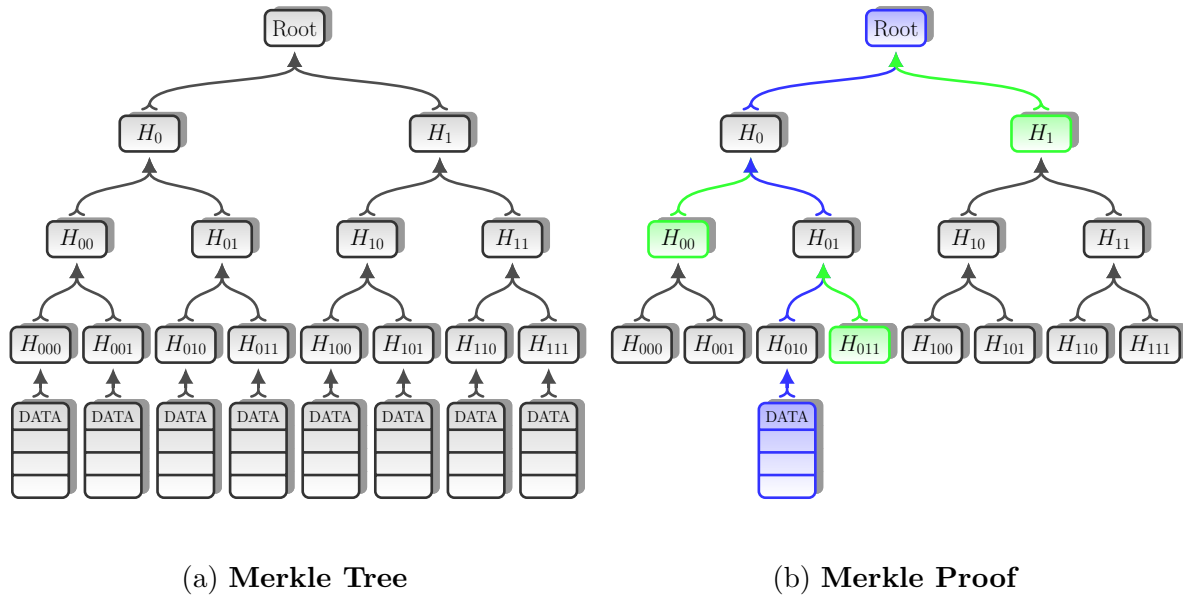 Root Root
H₀ H₁ H₀ H₁
H₀₀ H₀₁ H₁₀ H₁₁ H₀₀ H₀₁ H₁₀ H₁₁
H₀₀₀ H₀₀₁ H₀₁₀ H₀₁₁ H₁₀₀ H₁₀₁ H₁₁₀ H₁₁₁ H₀₀₀ H₀₀₁ H₀₁₀ H₀₁₁ H₁₀₀ H₁₀₁ H₁₁₀ H₁₁₁
DATA DATA DATA DATA DATA DATA DATA DATA DATA
(a) Merkle Tree (b) Merkle Proof